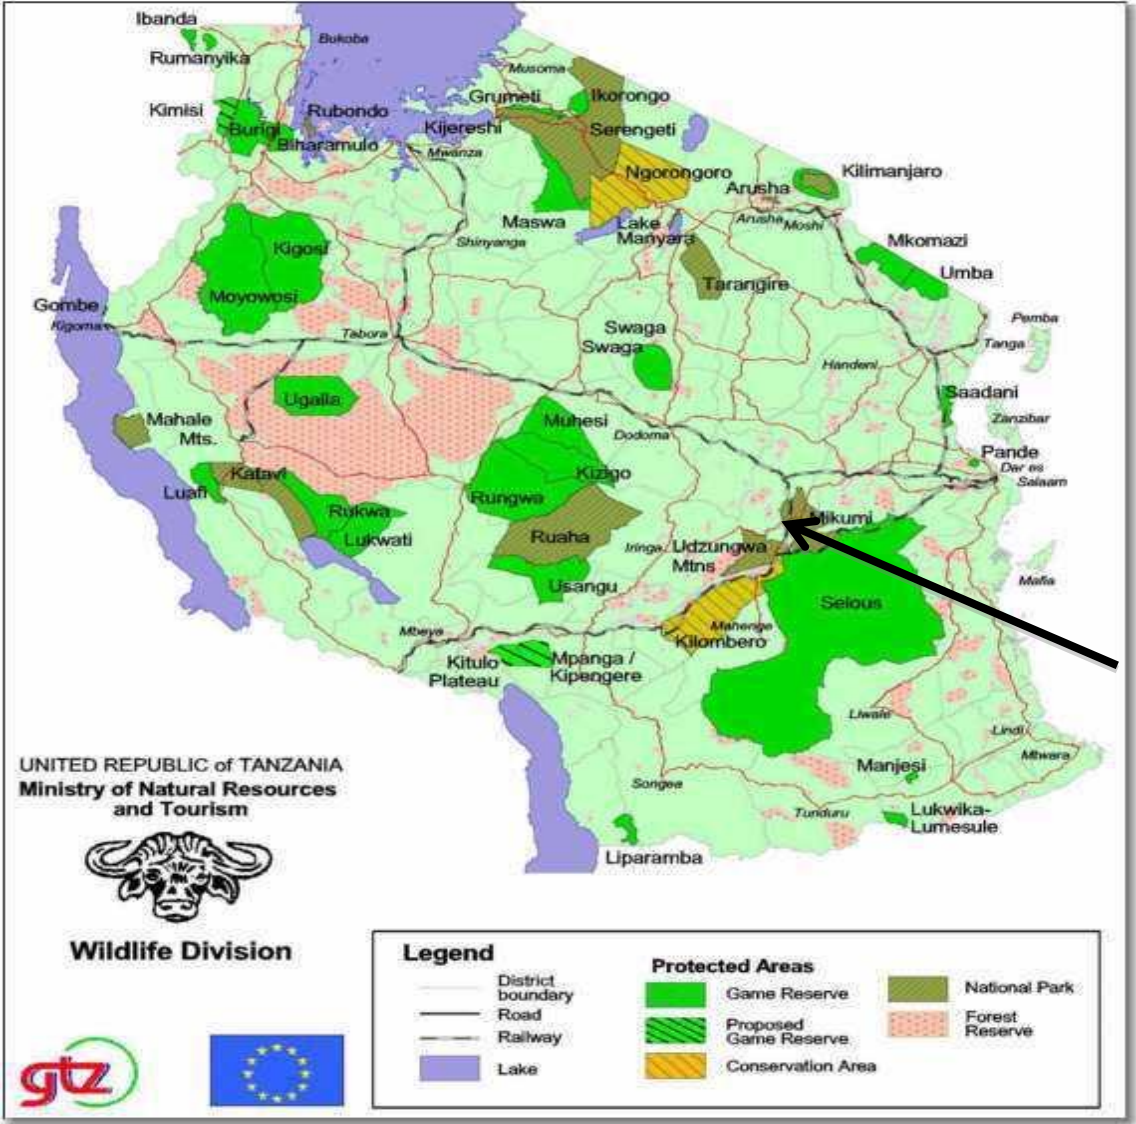 Ibanda
Bukoba
Rumanyika
Musoma
Grumeti
Ikorongo
Kimisi
Rubondo
Burigi
Kijereshi
Serengeti
Biharamulo
Mwanza
Ngorongoro
Kilimanjaro
Arusha
Maswa
Lake
Manyara
Arusha
Moshi
Shinyanga
Kigosi
Mkomazi
Umba
Tarangire
Moyowosi
Gombe
Kigoma
Tabora
Swaga
Swaga
Pemba
Tanga
Handeni
Ugalla
Saadani
Mahale
Mts.
Muhesi
Zanzibar
Dodoma
Pande
Dar es
Salaam
Katavi
Kizigo
Luafi
Rungwa
Rukwa
Mikumi
Lukwati
Ruaha
Iringa
Udzungwa
Mtns
Usangu
Mafia
Selous
Mbeya
Mahenge
Kilombero
Kitulo
Plateau
Mpanga /
Kipengere
Liwale
Lindi
Mtwara
Manjesi
Songea
Tunduru
Lukwika-
Lumesule
Liparamba
UNITED REPUBLIC of TANZANIA
Ministry of Natural Resources
and Tourism
Wildlife Division
gtz
Legend
District
boundary
Road
Railway
Lake
Protected Areas
Game Reserve
Proposed
Game Reserve
Conservation Area
National Park
Forest
Reserve